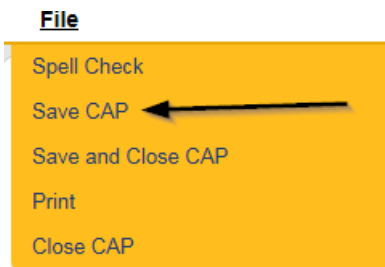 File
Spell Check
Save CAP
Save and Close CAP
Print
Close CAP